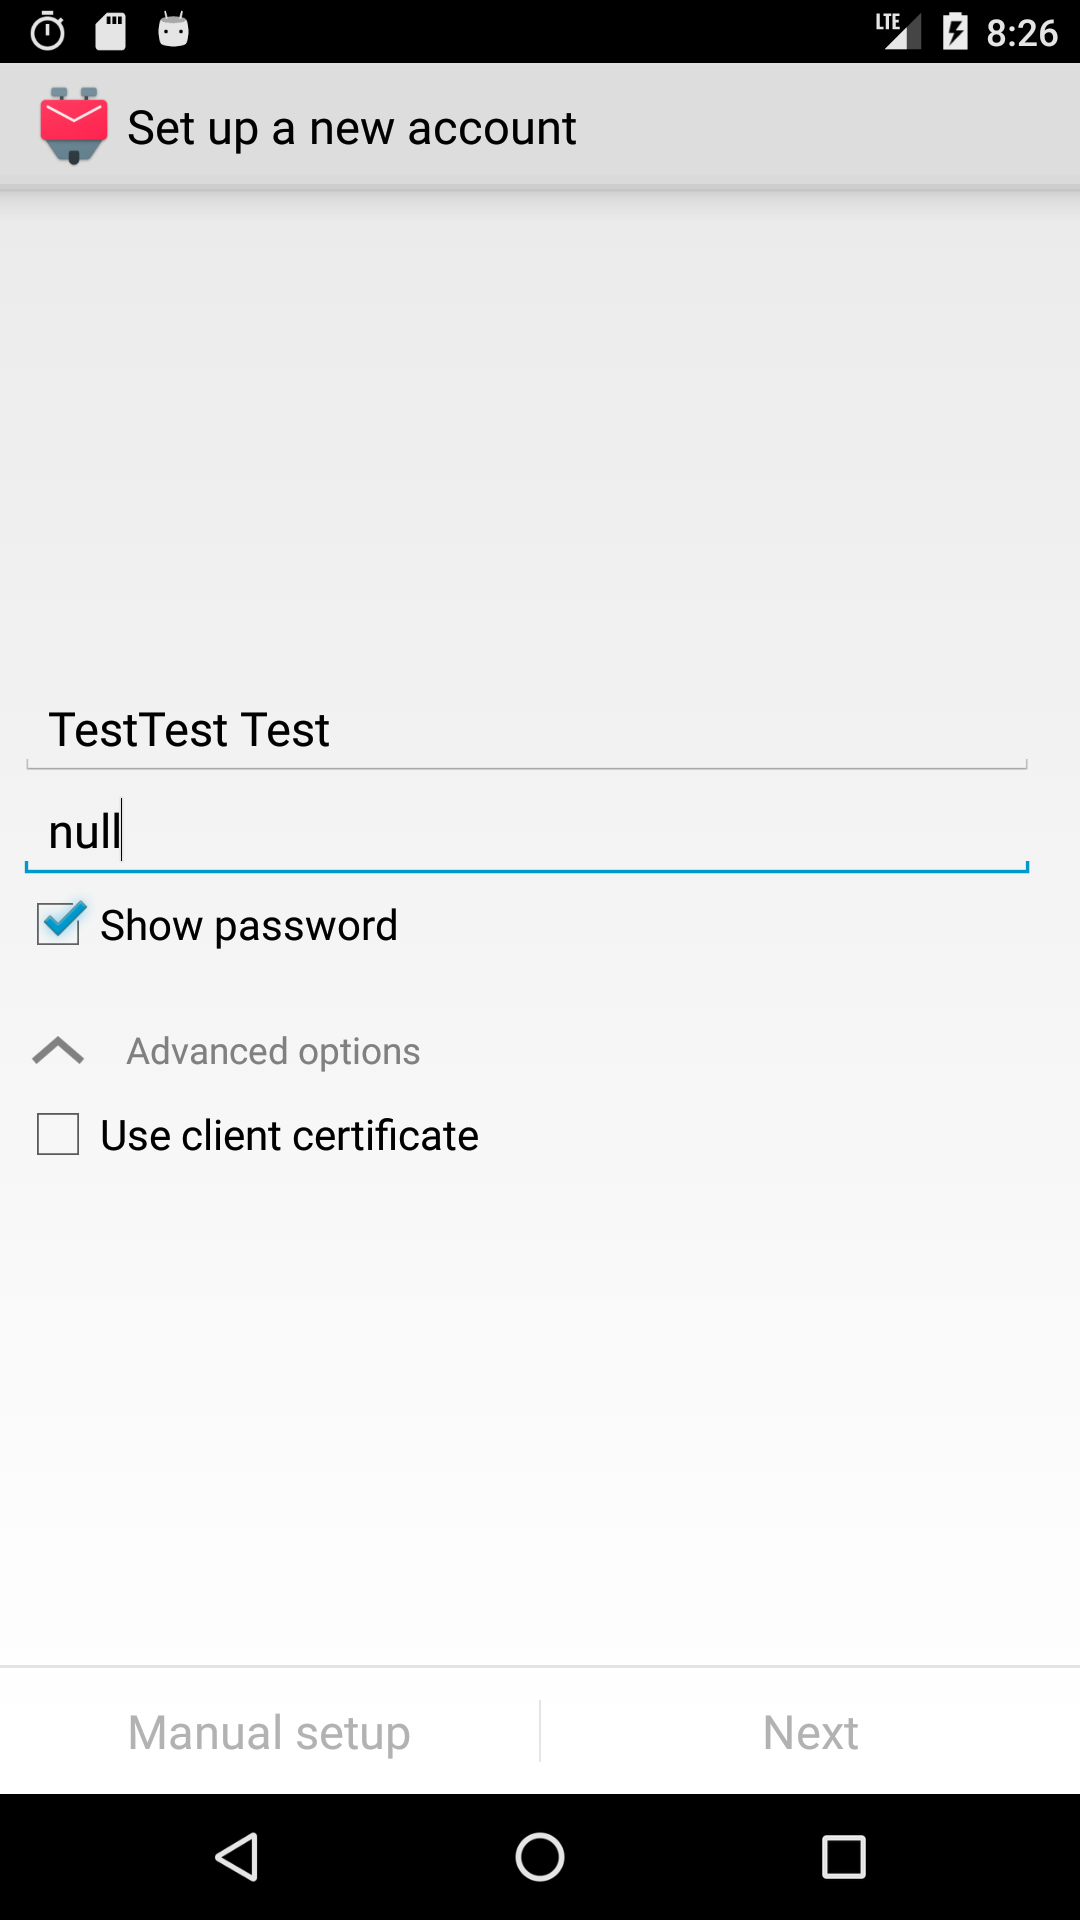 LTE 8:26
Set up a new account
TestTest Test
null
Show password
Advanced options
Use client certificate
Manual setup
Next